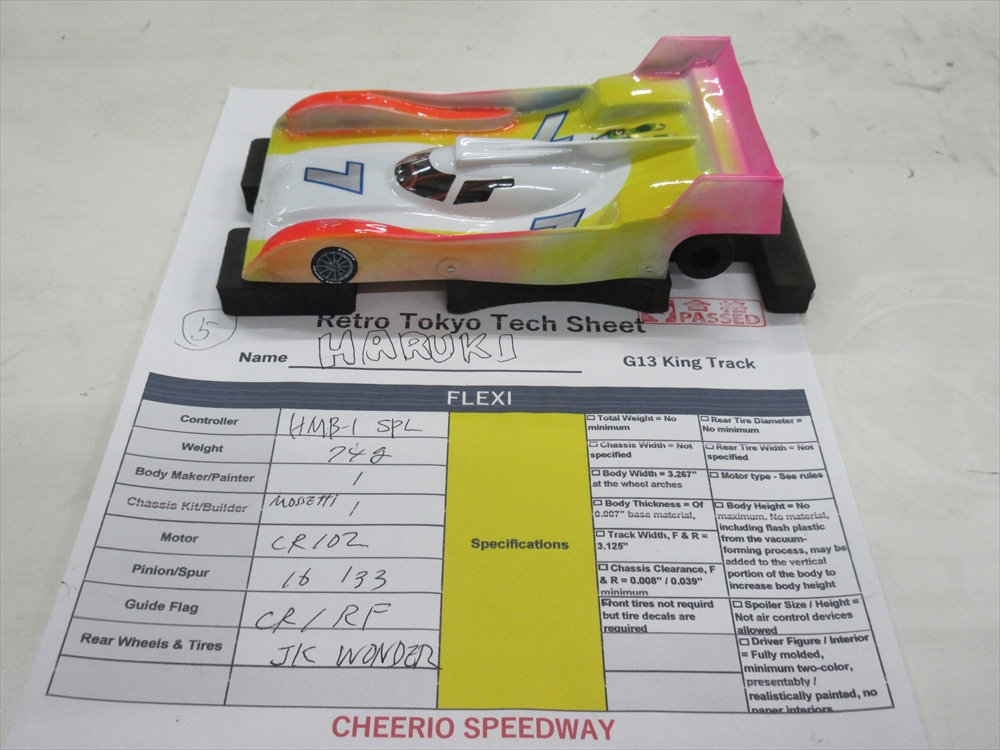 7
7
7
合格
PASSED
Retro Tokyo Tech Sheet
5
Name HARUKI
G13 King Track
FLEXI
Controller HMB-1 SPL
Weight 74g
Body Maker/Painter /
Chassis Kit/Builder MOSSETTI /
Motor CR/02
Pinion/Spur 16 / 33
Guide Flag CR/RF
Rear Wheels & Tires JK WONDER
Specifications
Total Weight = No
minimum
Chassis Width = Not
specified
Body Width = 3.267"
at the wheel arches
Body Thickness = Of
0.007" base material,
Track Width, F & R =
3.125"
Chassis Clearance, F
& R = 0.008" / 0.039"
minimum
Front tires not requird
but tire decals are
required
Rear Tire Diameter =
No minimum
Rear Tire Width = Not
specified
Motor type - See rules
Body Height = No
maximum. No material,
including flash plastic
from the vacuum-
forming process, may be
added to the vertical
portion of the body to
increase body height
Spoiler Size / Height =
Not air control devices
allowed
Driver Figure / Interior
= Fully molded,
minimum two-color,
presentably /
realistically painted, no
paper interiors
CHEERIO SPEEDWAY